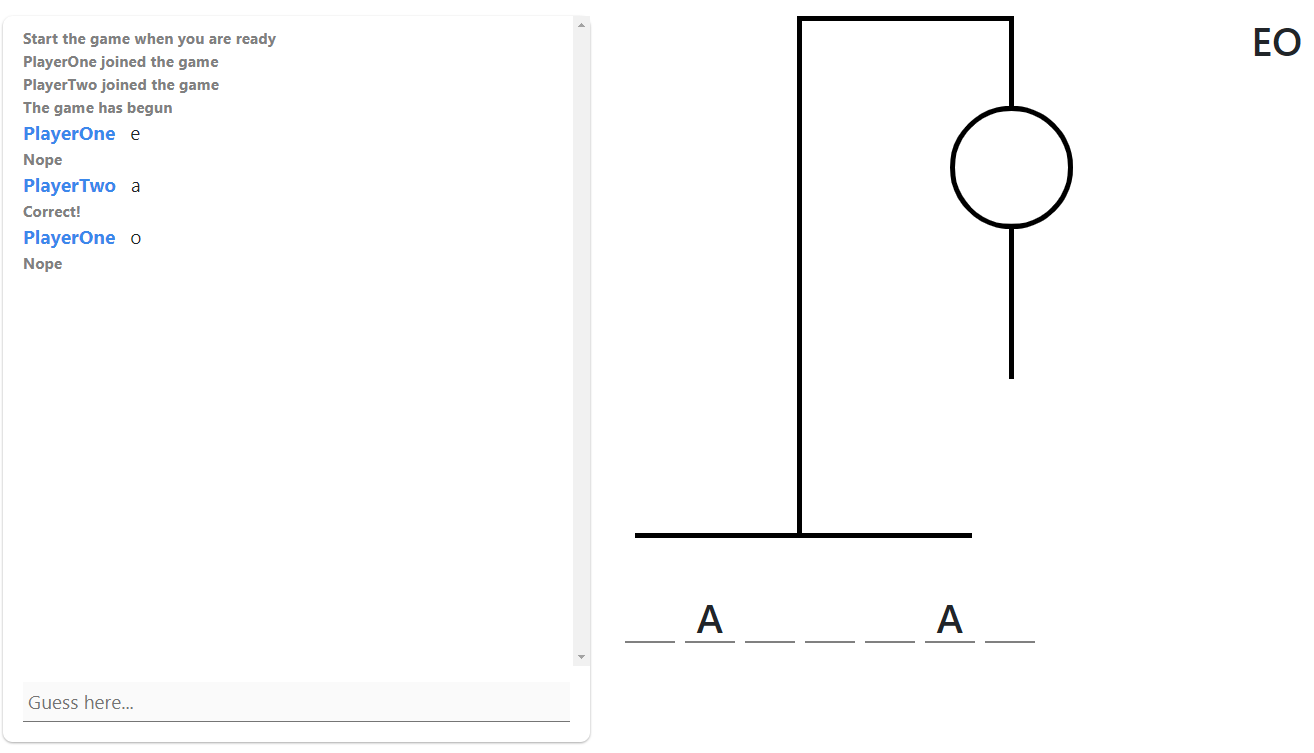 Start the game when you are ready
PlayerOne joined the game
PlayerTwo joined the game
The game has begun
PlayerOne e
Nope
PlayerTwo a
Correct!
PlayerOne o
Nope
Guess here...
EO
A A